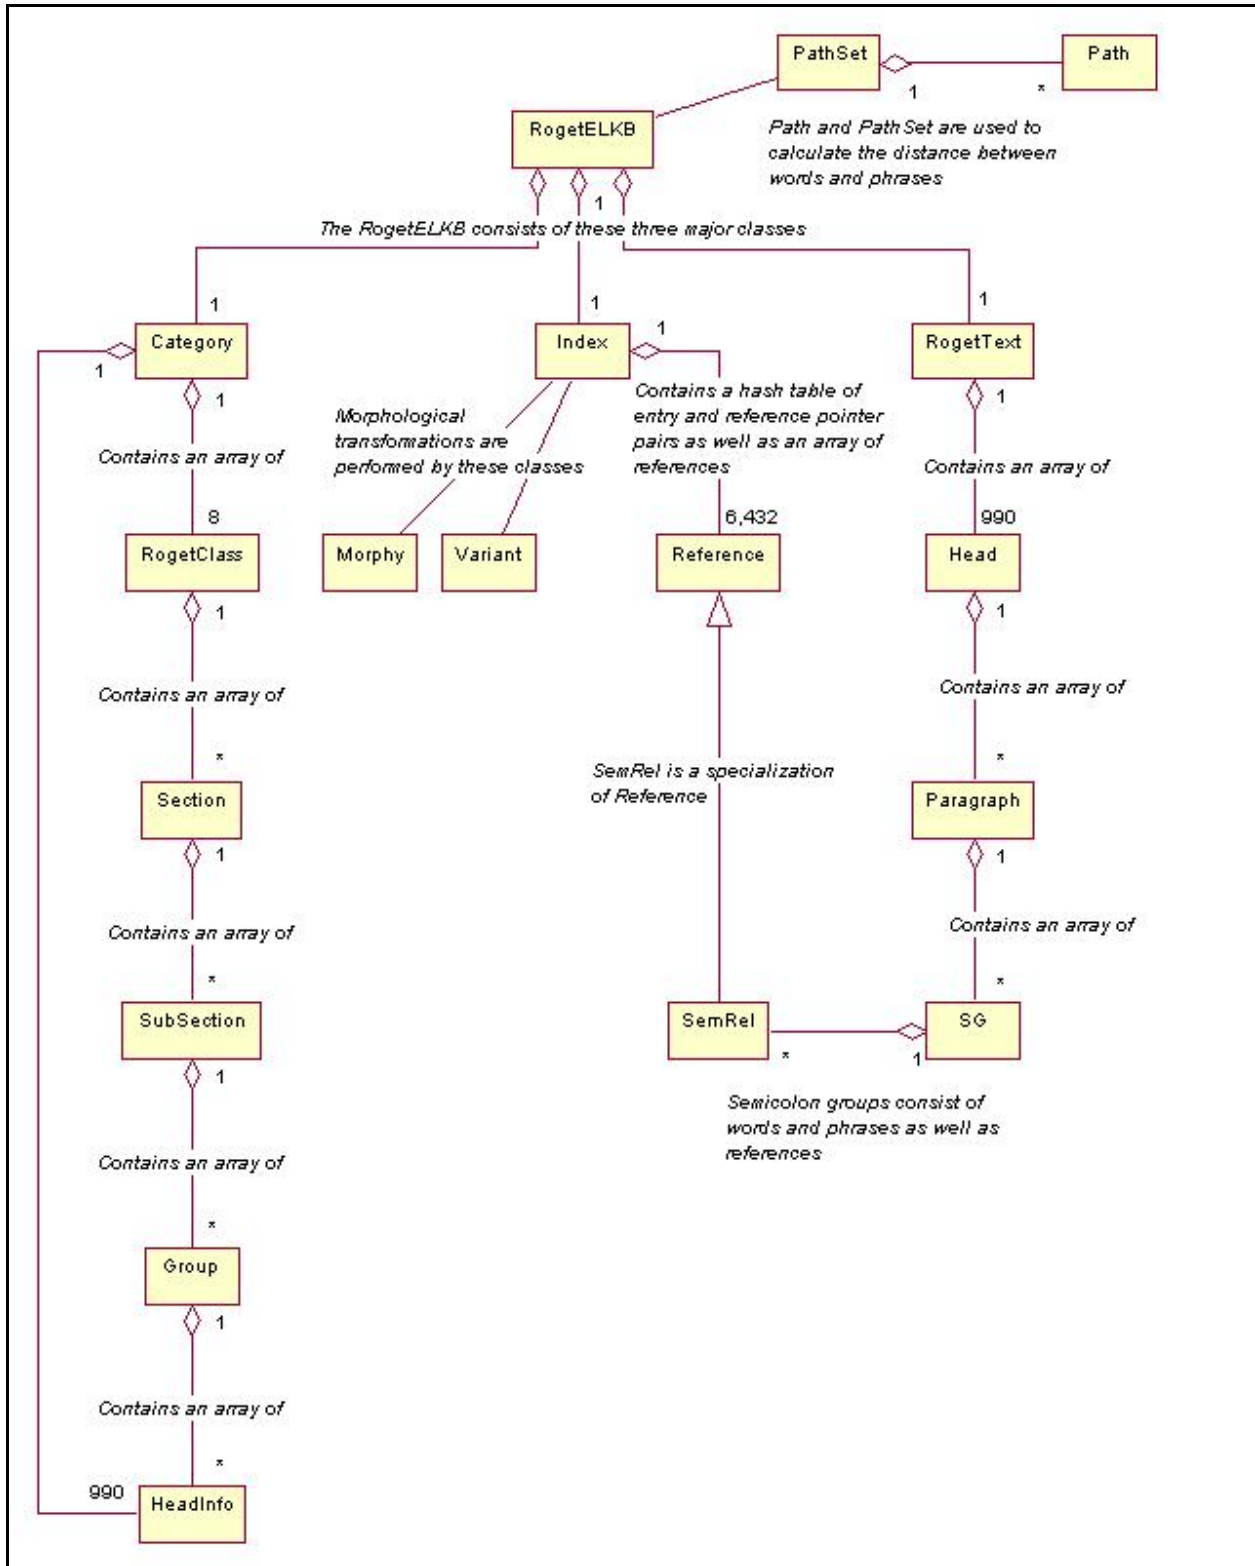 PathSet
Path
1
*
RogetELKB
Path and PathSet are used to
calculate the distance between
words and phrases
1
The RogetELKB consists of these three major classes
1
1
1
Category
1
Index
1
RogetText
1
1
Contains an array of
Morphological
transformations are
performed by these classes
Contains a hash table of
entry and reference pointer
pairs as well as an array of
references
Contains an array of
8
6,432
990
RogetClass
Morphy
Variant
Reference
Head
1
1
Contains an array of
Contains an array of
*
*
SemRel is a specialization
of Reference
Section
Paragraph
1
1
Contains an array of
Contains an array of
*
*
SubSection
SemRel
SG
*
1
1
Semicolon groups consist of
words and phrases as well as
references
Contains an array of
*
Group
1
Contains an array of
*
990
HeadInfo